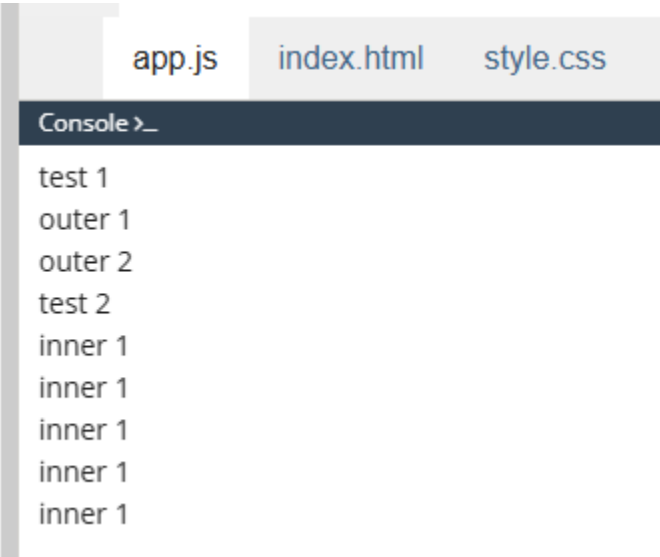 app.js index.html style.css
Console >_
test 1
outer 1
outer 2
test 2
inner 1
inner 1
inner 1
inner 1
inner 1